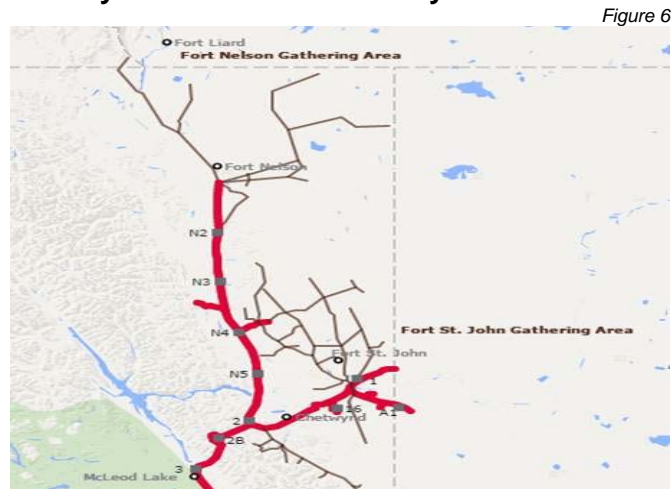 Figure 6
Fort Liard
Fort Nelson Gathering Area
Fort Nelson
N2
N3
N4
Fort St. John Gathering Area
Fort St. John
N5
1
16
A1
Chetwynd
2
2B
3
McLeod Lake